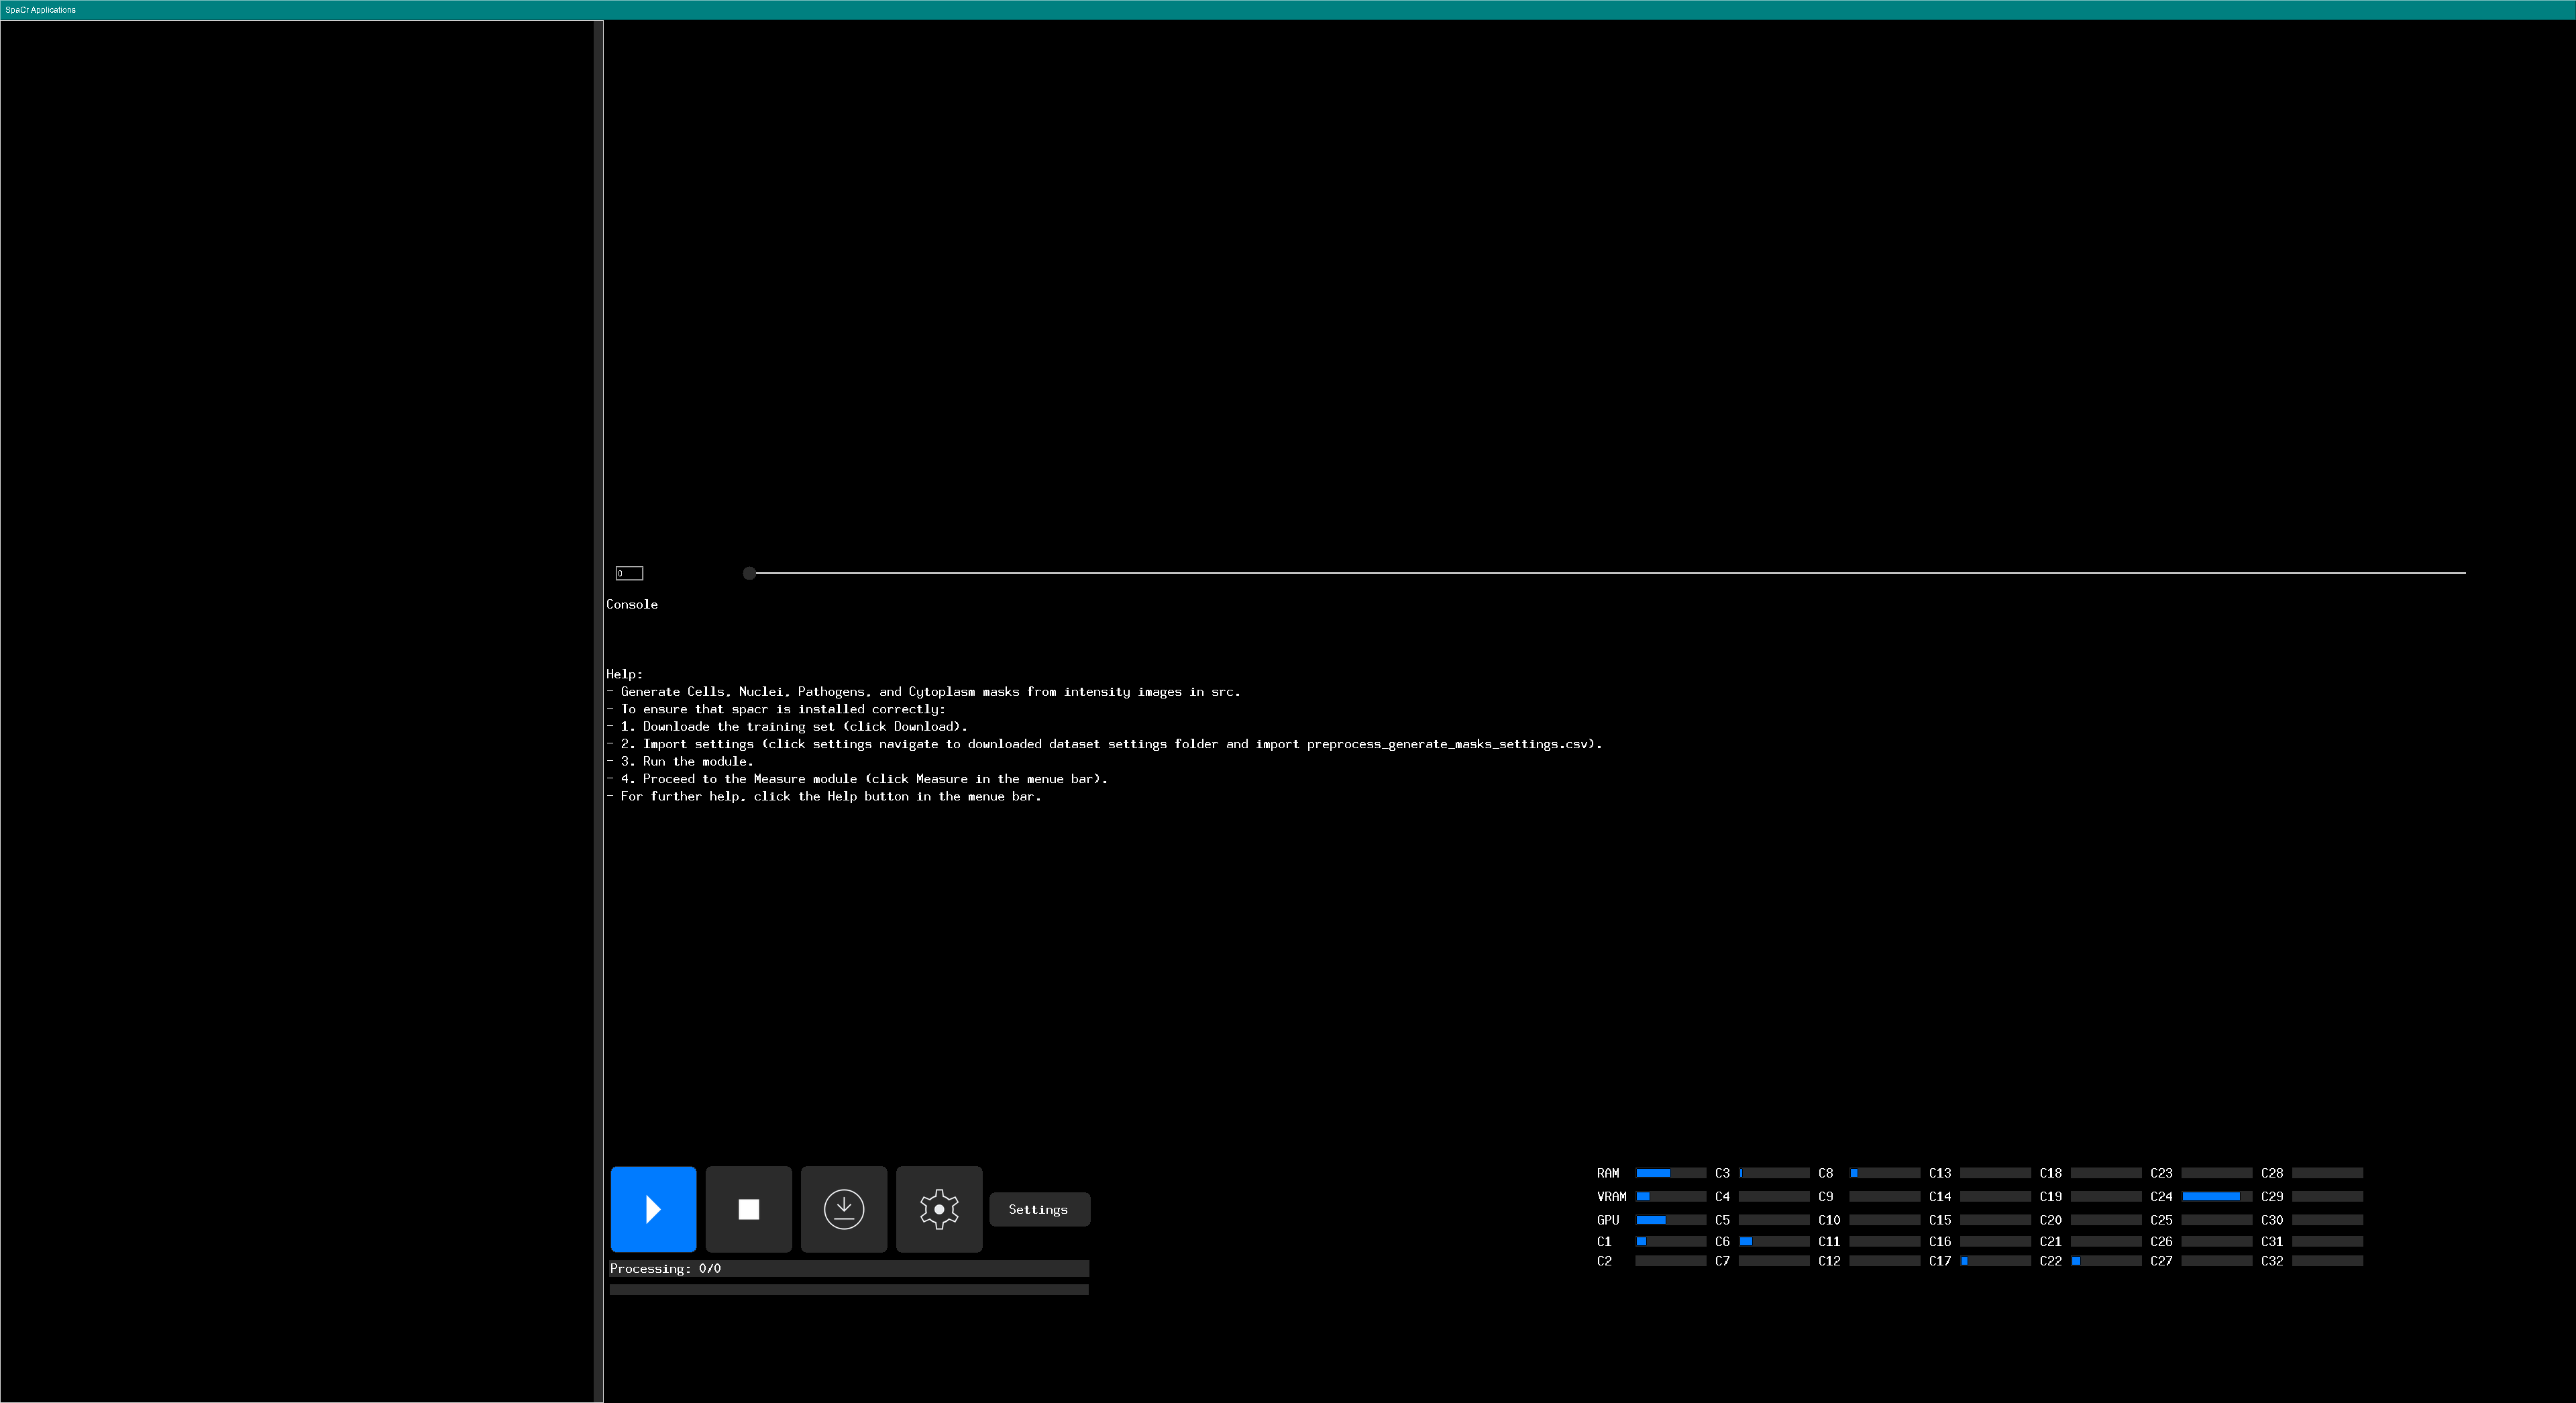 SpaCr Applications
0
Console
Help:
- Generate Cells, Nuclei, Pathogens, and Cytoplasm masks from intensity images in src.
- To ensure that spacr is installed correctly:
- 1. Downloade the training set (click Download).
- 2. Import settings (click settings navigate to downloaded dataset settings folder and import preprocess_generate_masks_settings.csv).
- 3. Run the module.
- 4. Proceed to the Measure module (click Measure in the menue bar).
- For further help, click the Help button in the menue bar.
Settings
Processing: 0/0
RAM C3 C8 C13 C18 C23 C28
VRAM C4 C9 C14 C19 C24 C29
GPU C5 C10 C15 C20 C25 C30
C1 C6 C11 C16 C21 C26 C31
C2 C7 C12 C17 C22 C27 C32